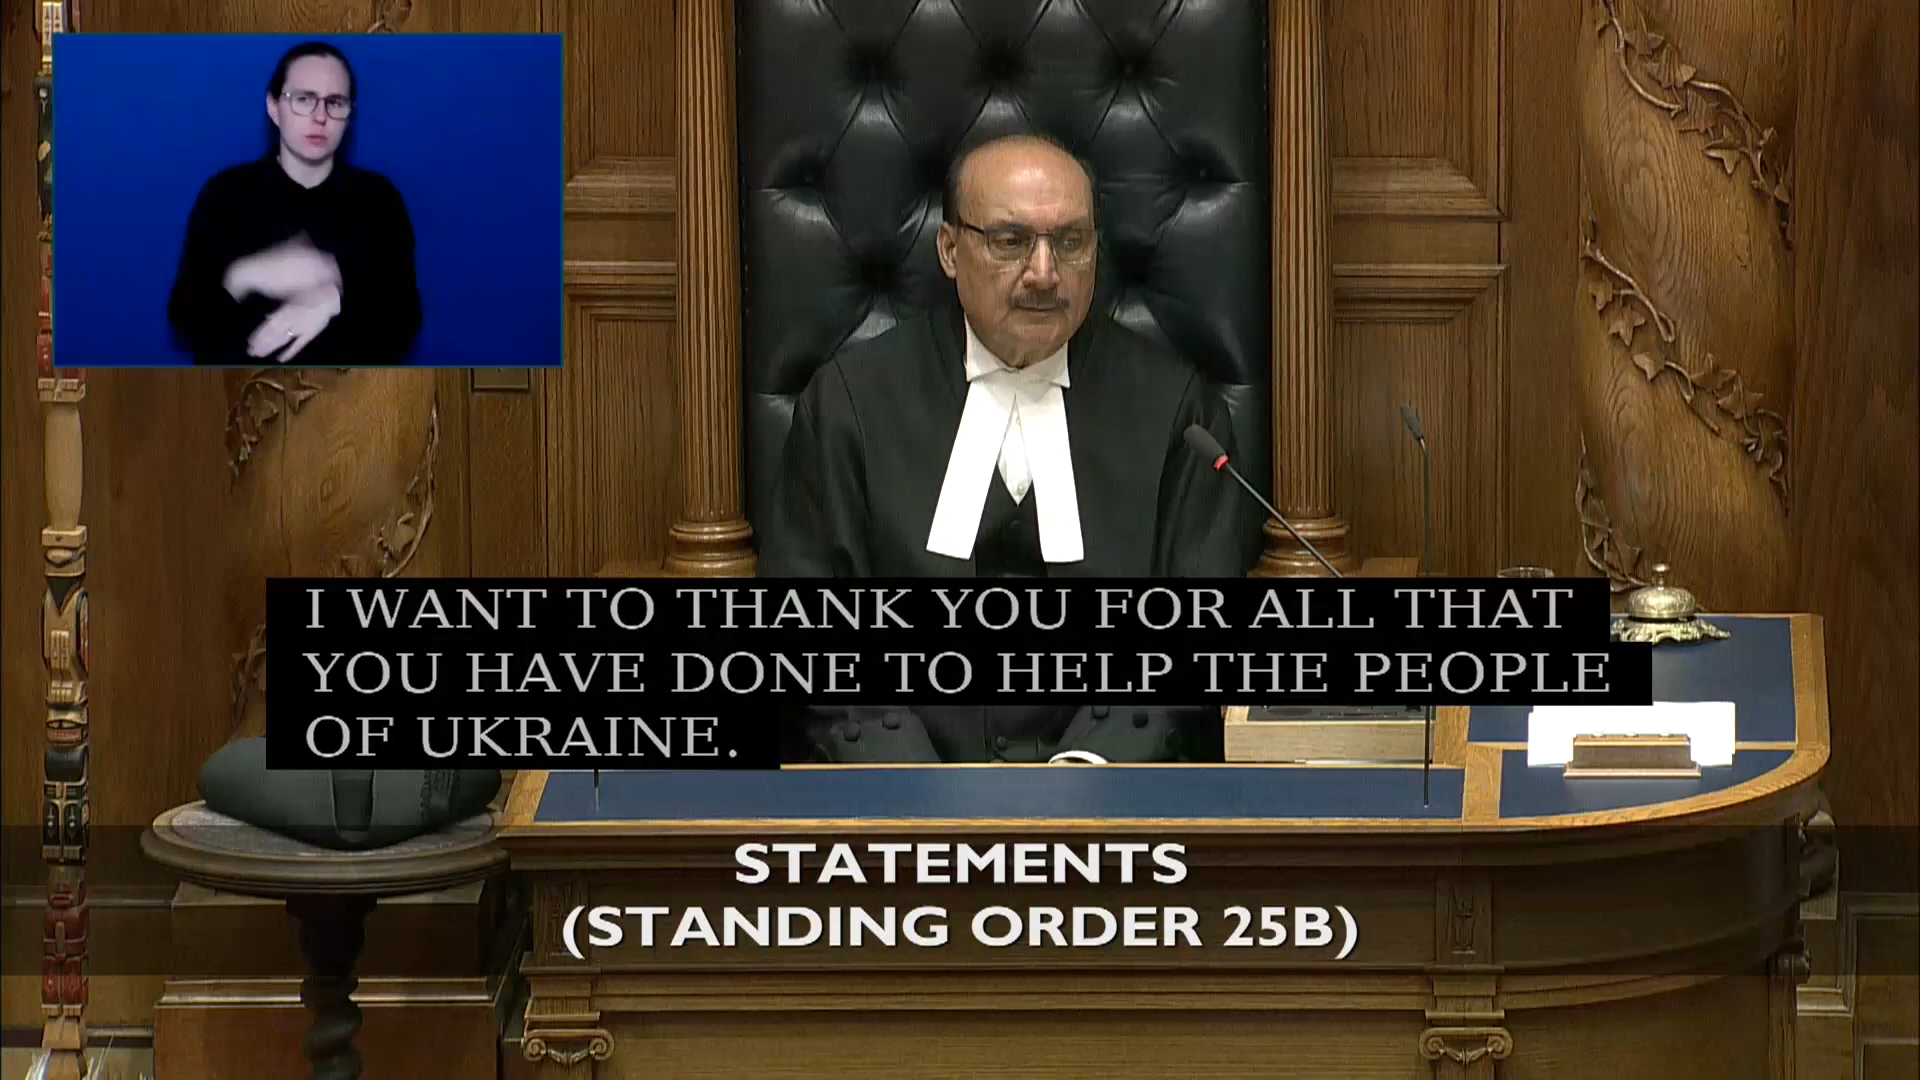 I WANT TO THANK YOU FOR ALL THAT
YOU HAVE DONE TO HELP THE PEOPLE
OF UKRAINE.
STATEMENTS
(STANDING ORDER 25B)